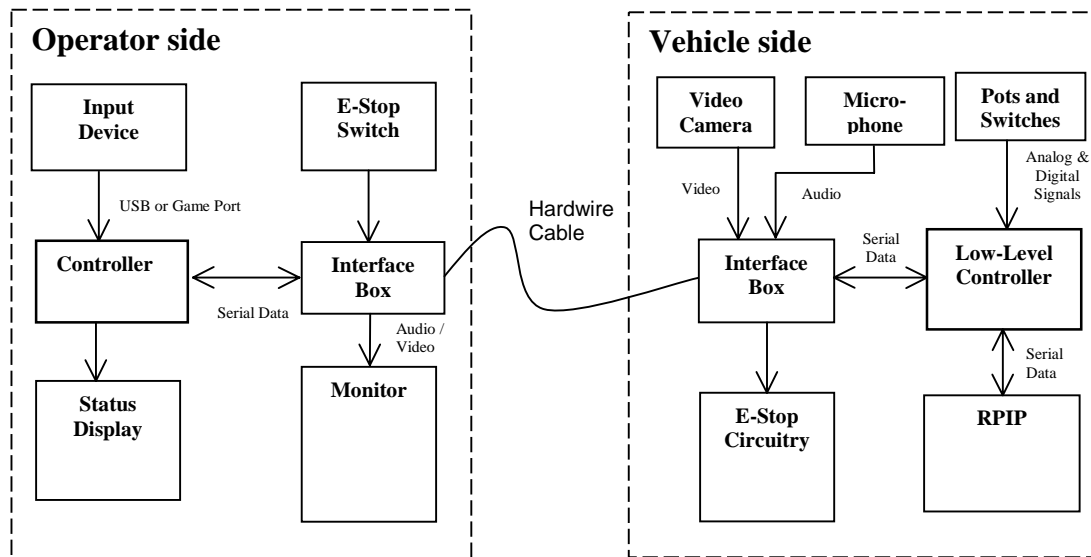 Operator side
Input
Device
E-Stop
Switch
USB or Game Port
Controller
Serial Data
Interface
Box
Audio /
Video
Status
Display
Monitor
Hardwire
Cable
Vehicle side
Video
Camera
Micro-
phone
Pots and
Switches
Video
Audio
Analog &
Digital
Signals
Interface
Box
Serial
Data
Low-Level
Controller
Serial
Data
E-Stop
Circuitry
RPIP